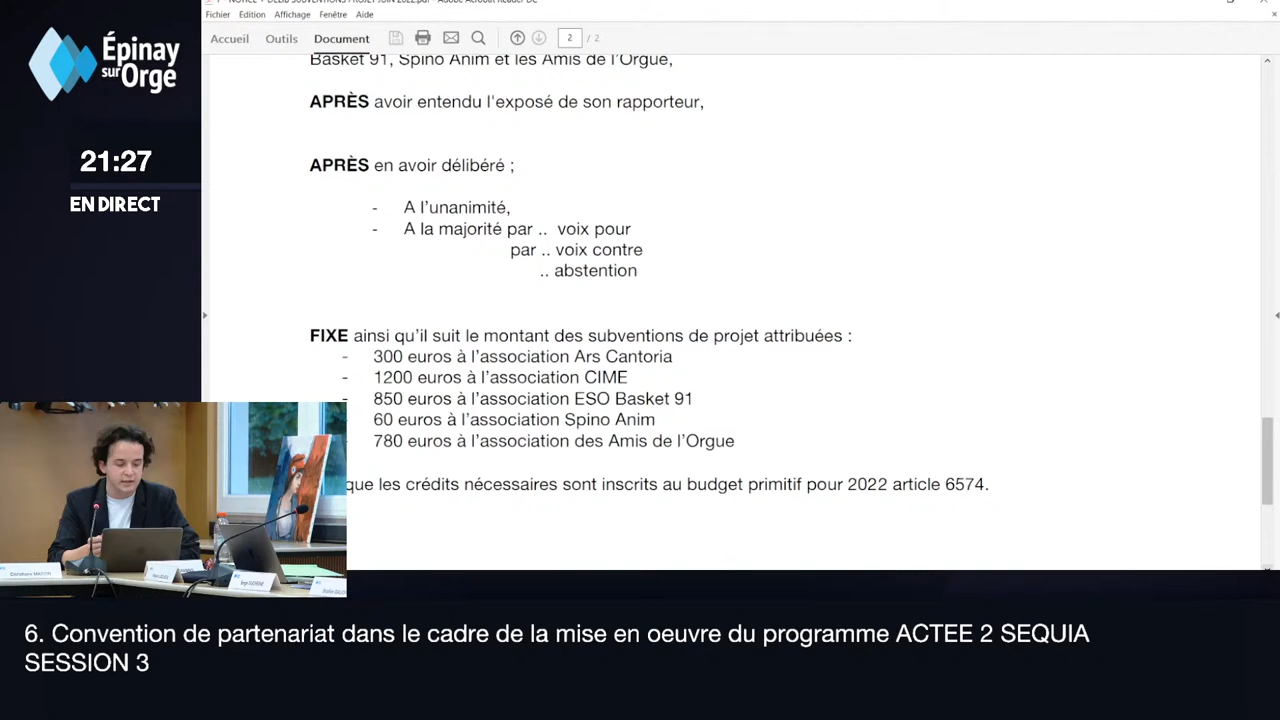 Fichier Edition Affichage Fenêtre Aide
Accueil Outils Document 2 / 2
Épinay
sur Orge
21:27
EN DIRECT
Basket 91, Spino Anim et les Amis de l'Orgue,
APRÈS avoir entendu l'exposé de son rapporteur,
APRÈS en avoir délibéré ;
- A l'unanimité,
- A la majorité par .. voix pour
par .. voix contre
.. abstention
FIXE ainsi qu'il suit le montant des subventions de projet attribuées :
- 300 euros à l'association Ars Cantoria
- 1200 euros à l'association CIME
- 850 euros à l'association ESO Basket 91
60 euros à l'association Spino Anim
780 euros à l'association des Amis de l'Orgue
que les crédits nécessaires sont inscrits au budget primitif pour 2022 article 6574.
6. Convention de partenariat dans le cadre de la mise en oeuvre du programme ACTEE 2 SEQUIA
SESSION 3